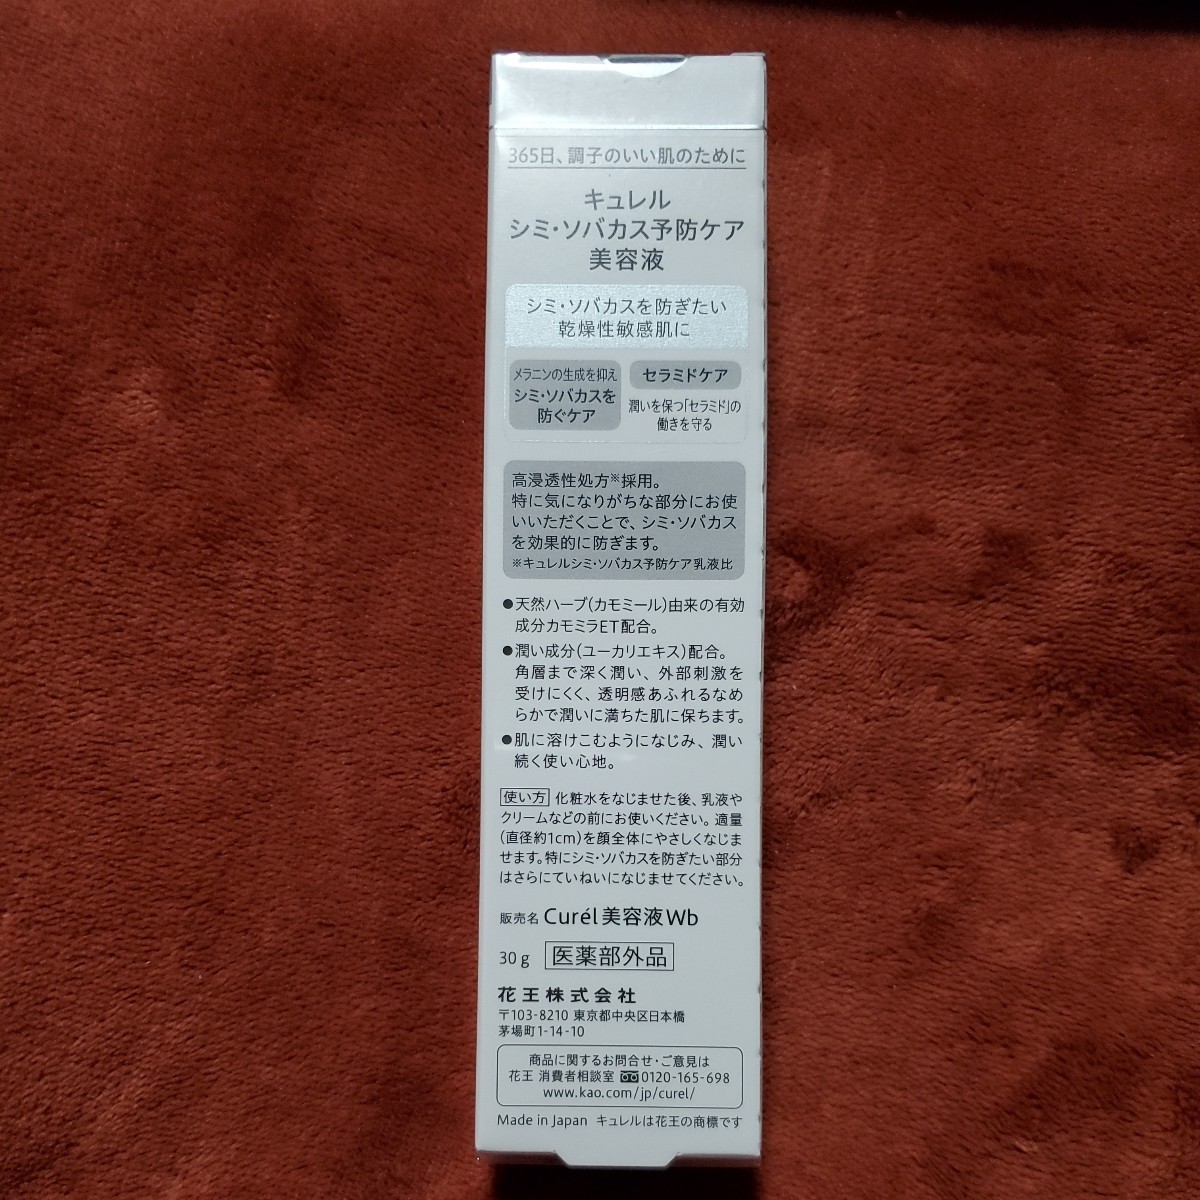 365日、調子のいい肌のために
キュレル
シミ・ソバカス予防ケア
美容液
シミ・ソバカスを防ぎたい
乾燥性敏感肌に
メラニンの生成を抑え
シミ・ソバカスを
防ぐケア
セラミドケア
潤いを保つ「セラミド」の
働きを守る
高浸透性処方※採用。
特に気になりがちな部分にお使
いいただくことで、シミ・ソバカス
を効果的に防ぎます。
※キュレルシミ・ソバカス予防ケア乳液比
●天然ハーブ(カモミール)由来の有効
成分カモミラET配合。
●潤い成分(ユーカリエキス)配合。
角層まで深く潤い、外部刺激を
受けにくく、透明感あふれるなめ
らかで潤いに満ちた肌に保ちます。
●肌に溶けこむようになじみ、潤い
続く使い心地。
使い方 化粧水をなじませた後、乳液や
クリームなどの前にお使いください。適量
(直径約1cm)を顔全体にやさしくなじま
せます。特にシミ・ソバカスを防ぎたい部分
はさらにていねいになじませてください。
販売名 Curél 美容液Wb
30g 医薬部外品
花王株式会社
〒103-8210 東京都中央区日本橋
茅場町1-14-10
商品に関するお問合せ・ご意見は
花王 消費者相談室 0120-165-698
www.kao.com/jp/curel/
Made in Japan キュレルは花王の商標です